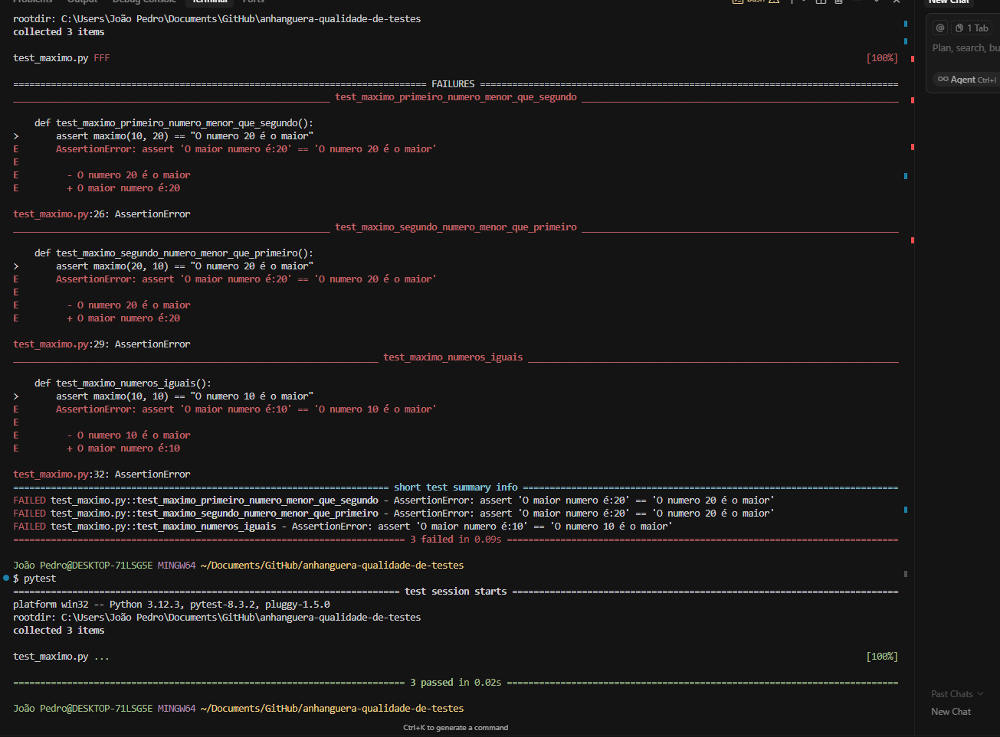 Problems Output Debug Console Terminal Ports bash
New Chat
rootdir: C:\Users\João Pedro\Documents\GitHub\anhanguera-qualidade-de-testes
collected 3 items
@ 1 Tab
Plan, search, bu
test_maximo.py FFF [100%]
Agent Ctrl+I
=== FAILURES ===
___ test_maximo_primeiro_numero_menor_que_segundo ___
def test_maximo_primeiro_numero_menor_que_segundo():
> assert maximo(10, 20) == "O numero 20 é o maior"
E AssertionError: assert 'O maior numero é:20' == 'O numero 20 é o maior'
E
E - O numero 20 é o maior
E + O maior numero é:20
test_maximo.py:26: AssertionError
___ test_maximo_segundo_numero_menor_que_primeiro ___
def test_maximo_segundo_numero_menor_que_primeiro():
> assert maximo(20, 10) == "O numero 20 é o maior"
E AssertionError: assert 'O maior numero é:20' == 'O numero 20 é o maior'
E
E - O numero 20 é o maior
E + O maior numero é:20
test_maximo.py:29: AssertionError
___ test_maximo_numeros_iguais ___
def test_maximo_numeros_iguais():
> assert maximo(10, 10) == "O numero 10 é o maior"
E AssertionError: assert 'O maior numero é:10' == 'O numero 10 é o maior'
E
E - O numero 10 é o maior
E + O maior numero é:10
test_maximo.py:32: AssertionError
=== short test summary info ===
FAILED test_maximo.py::test_maximo_primeiro_numero_menor_que_segundo - AssertionError: assert 'O maior numero é:20' == 'O numero 20 é o maior'
FAILED test_maximo.py::test_maximo_segundo_numero_menor_que_primeiro - AssertionError: assert 'O maior numero é:20' == 'O numero 20 é o maior'
FAILED test_maximo.py::test_maximo_numeros_iguais - AssertionError: assert 'O maior numero é:10' == 'O numero 10 é o maior'
=== 3 failed in 0.09s ===
João Pedro@DESKTOP-71LSG5E MINGW64 ~/Documents/GitHub/anhanguera-qualidade-de-testes
$ pytest
=== test session starts ===
platform win32 -- Python 3.12.3, pytest-8.3.2, pluggy-1.5.0
rootdir: C:\Users\João Pedro\Documents\GitHub\anhanguera-qualidade-de-testes
collected 3 items
test_maximo.py ... [100%]
=== 3 passed in 0.02s ===
João Pedro@DESKTOP-71LSG5E MINGW64 ~/Documents/GitHub/anhanguera-qualidade-de-testes
Ctrl+K to generate a command
Past Chats
New Chat